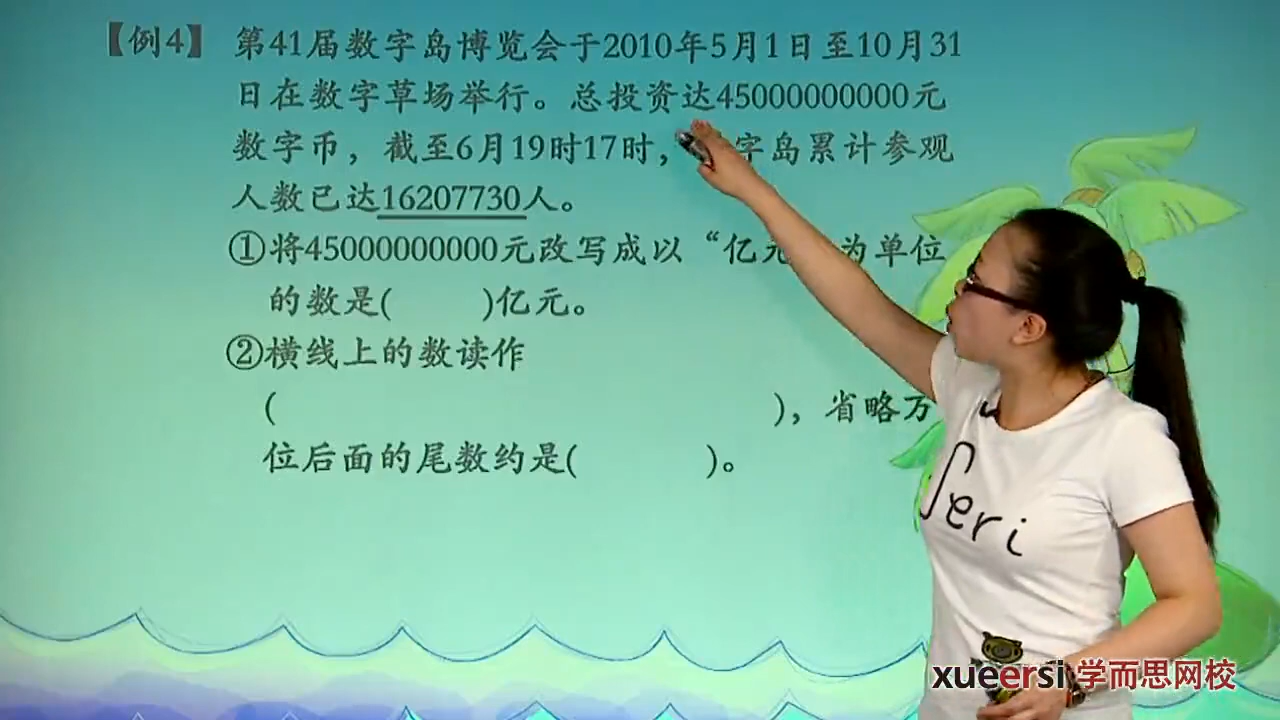 【例4】 第41届数字岛博览会于2010年5月1日至10月31
日在数字草场举行。总投资达45000000000元
数字币，截至6月19时17时， 字岛累计参观
人数已达16207730人。
①将45000000000元改写成以“亿元 为单位
的数是( )亿元。
②横线上的数读作
( )，省略万
位后面的尾数约是( )。
Seri
xueersi 学而思网校